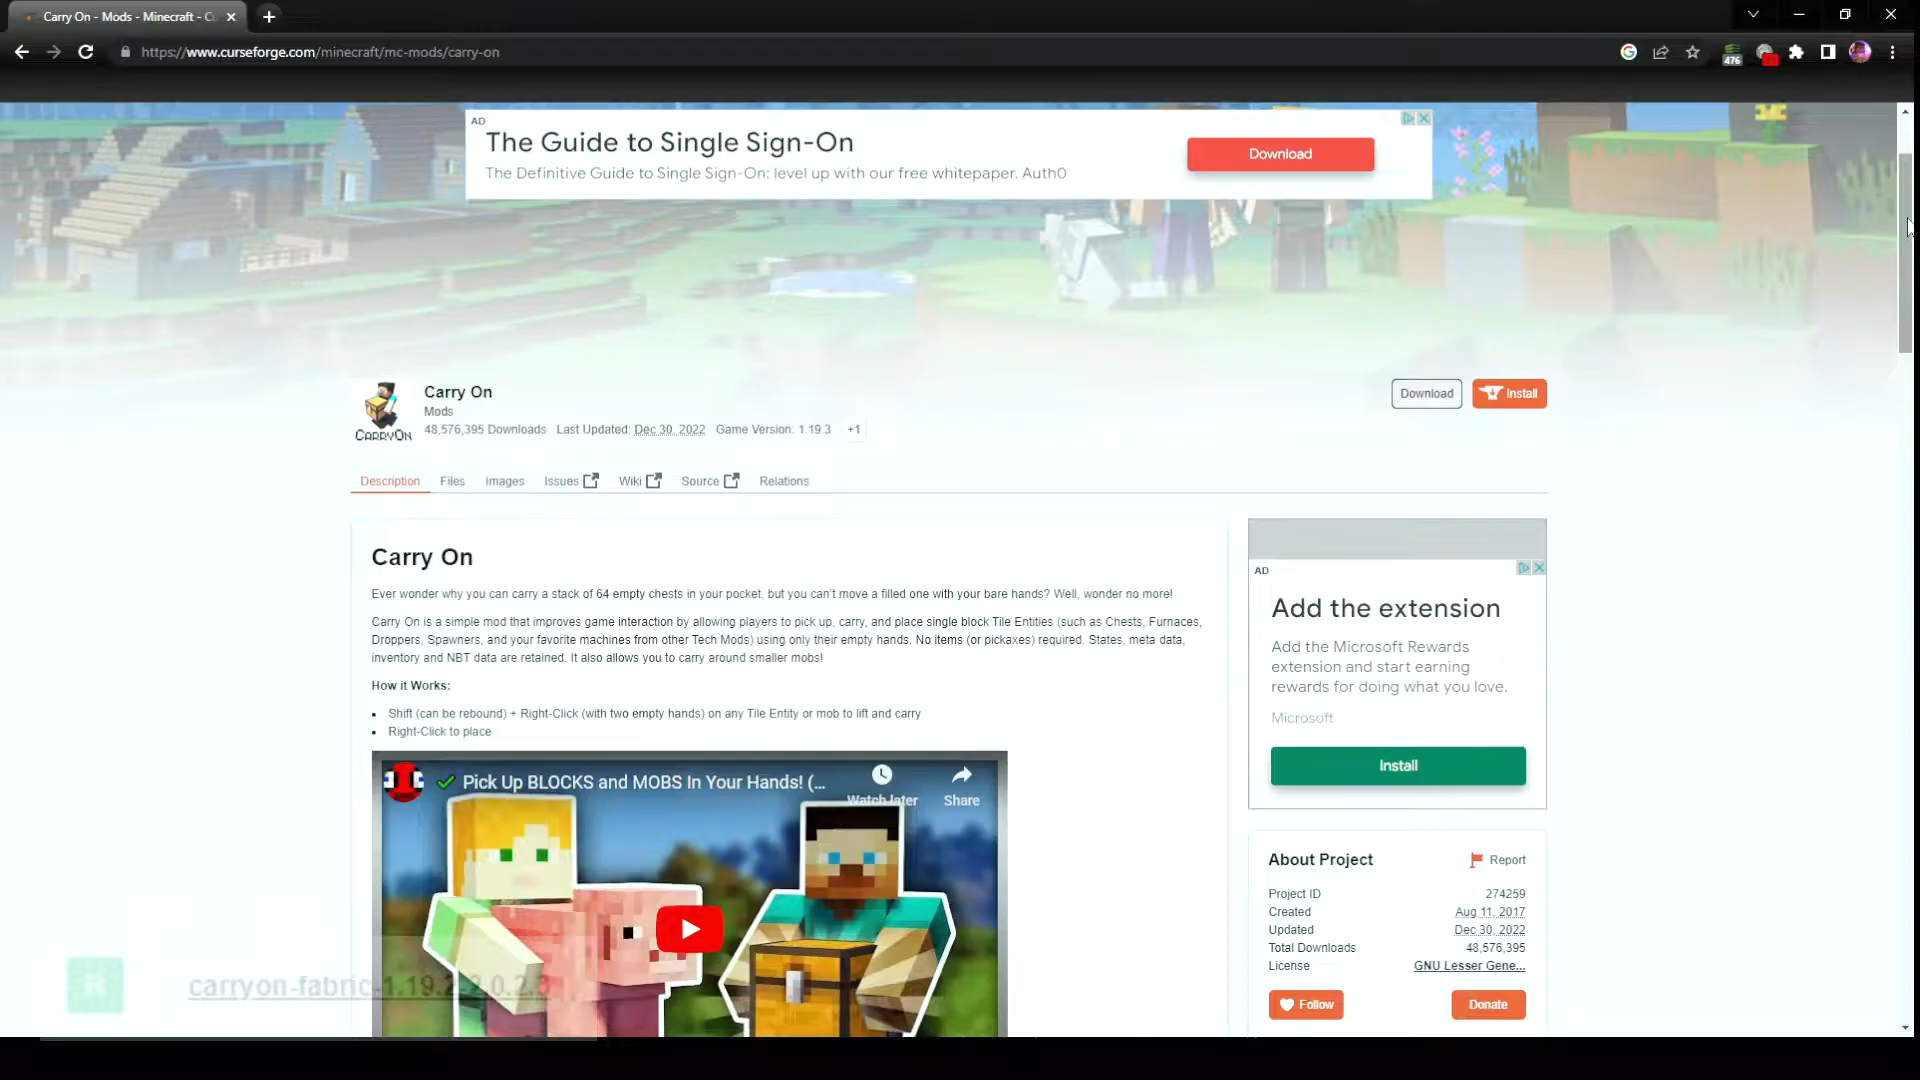 Carry On - Mods - Minecraft - C
https://www.curseforge.com/minecraft/mc-mods/carry-on
476
AD
The Guide to Single Sign-On
The Definitive Guide to Single Sign-On: level up with our free whitepaper. Auth0
Download
CARRYON
Carry On
Mods
48,576,395 Downloads Last Updated: Dec 30, 2022 Game Version: 1.19.3 +1
Download
Install
Description Files Images Issues Wiki Source Relations
Carry On
Ever wonder why you can carry a stack of 64 empty chests in your pocket, but you can't move a filled one with your bare hands? Well, wonder no more!
Carry On is a simple mod that improves game interaction by allowing players to pick up, carry, and place single block Tile Entities (such as Chests, Furnaces,
Droppers, Spawners, and your favorite machines from other Tech Mods) using only their empty hands. No items (or pickaxes) required. States, meta data,
inventory and NBT data are retained. It also allows you to carry around smaller mobs!
How it Works:
• Shift (can be rebound) + Right-Click (with two empty hands) on any Tile Entity or mob to lift and carry
• Right-Click to place
Pick Up BLOCKS and MOBS In Your Hands! (...
Watch later
Share
carryon-fabric-1.19.2-2.0.2.
R
AD
Add the extension
Add the Microsoft Rewards
extension and start earning
rewards for doing what you love.
Microsoft
Install
About Project
Report
Project ID 274259
Created Aug 11, 2017
Updated Dec 30, 2022
Total Downloads 48,576,395
License GNU Lesser Gene...
Follow
Donate